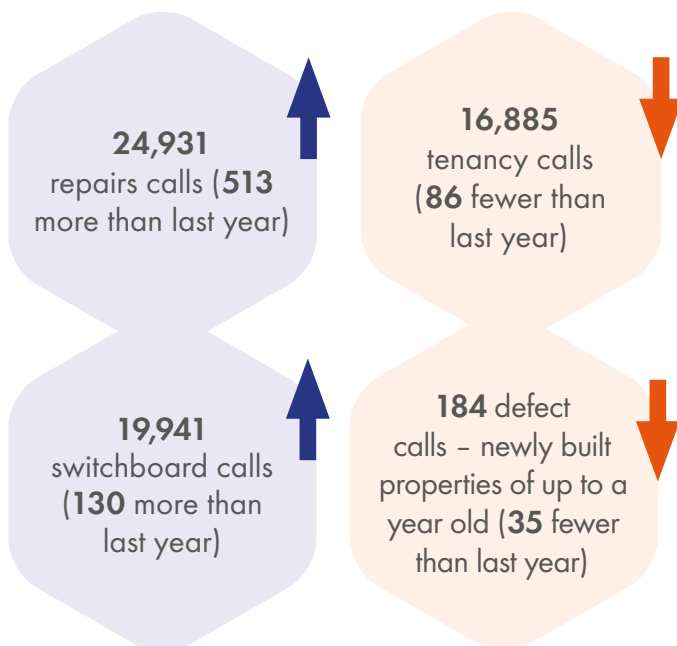 24,931
repairs calls (513
more than last year)
16,885
tenancy calls
(86 fewer than
last year)
19,941
switchboard calls
(130 more than
last year)
184 defect
calls – newly built
properties of up to a
year old (35 fewer
than last year)